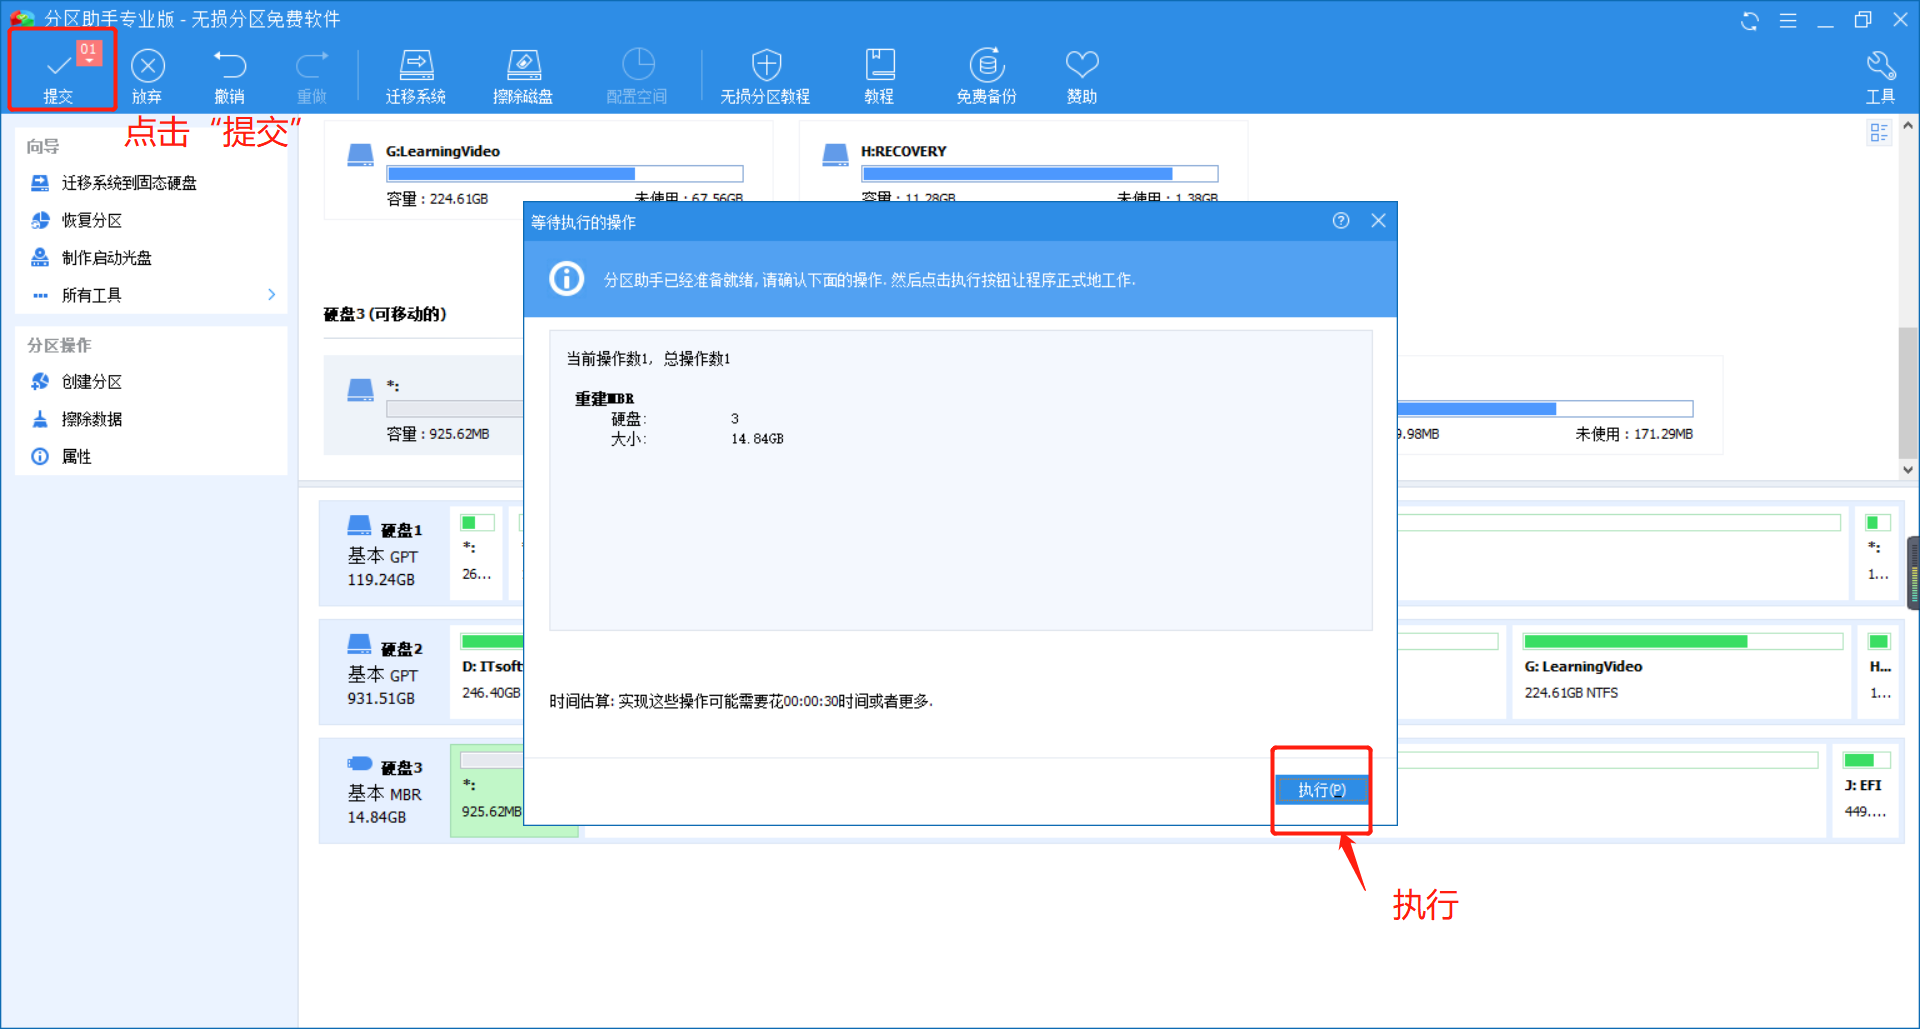 分区助手专业版 - 无损分区免费软件
01
提交
放弃
撤销
重做
迁移系统
擦除磁盘
配置空间
无损分区教程
教程
免费备份
赞助
工具
点击 “提交”
向导
迁移系统到固态硬盘
恢复分区
制作启动光盘
所有工具
分区操作
创建分区
擦除数据
属性
G:LearningVideo
容量 : 224.61GB
未使用 : 67.56GB
H:RECOVERY
容量 : 11.28GB
未使用 : 1.38GB
硬盘3 (可移动的)
*:
容量 : 925.62MB
9.98MB
未使用 : 171.29MB
等待执行的操作
分区助手已经准备就绪, 请确认下面的操作. 然后点击执行按钮让程序正式地工作.
当前操作数1, 总操作数1
重建MBR
硬盘: 3
大小: 14.84GB
时间估算: 实现这些操作可能需要花00:00:30时间或者更多.
执行(P)
执行
硬盘1
基本 GPT
119.24GB
*:
26...
*:
1...
硬盘2
基本 GPT
931.51GB
D: ITsoft
246.40GB
G: LearningVideo
224.61GB NTFS
H...
1...
硬盘3
基本 MBR
14.84GB
*:
925.62MB
J: EFI
449....